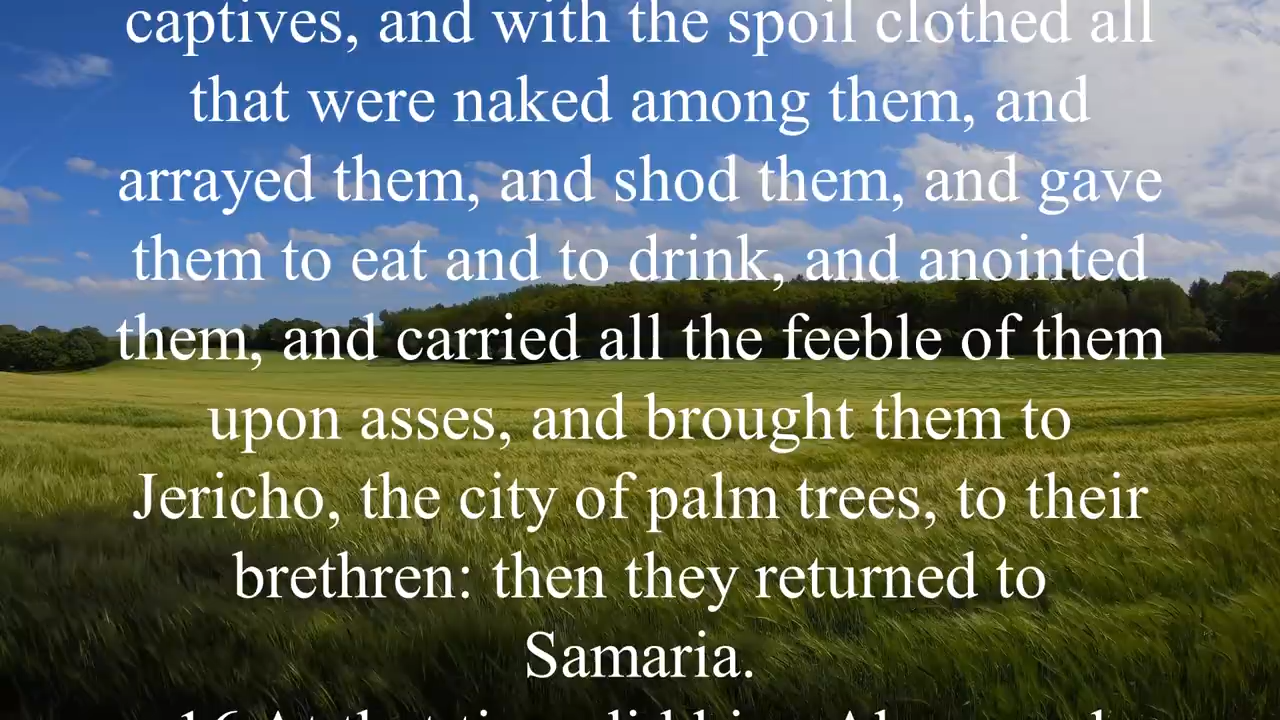 captives, and with the spoil clothed all
that were naked among them, and
arrayed them, and shod them, and gave
them to eat and to drink, and anointed
them, and carried all the feeble of them
upon asses, and brought them to
Jericho, the city of palm trees, to their
brethren: then they returned to
Samaria.
16 At that time did king Ahaz send